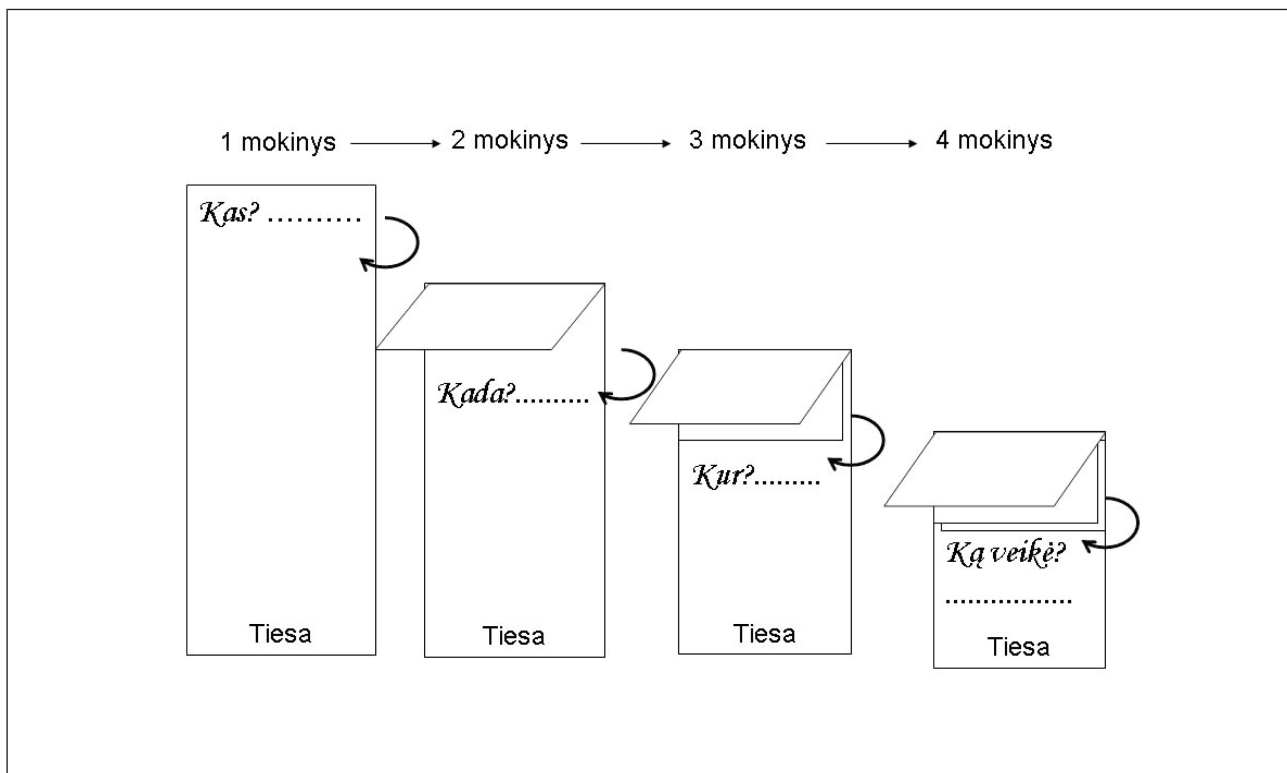 1 mokinys 2 mokinys 3 mokinys 4 mokinys
Kas? ..........
Kada?..........
Kur?.........
Ką veikė?
.................
Tiesa Tiesa Tiesa Tiesa